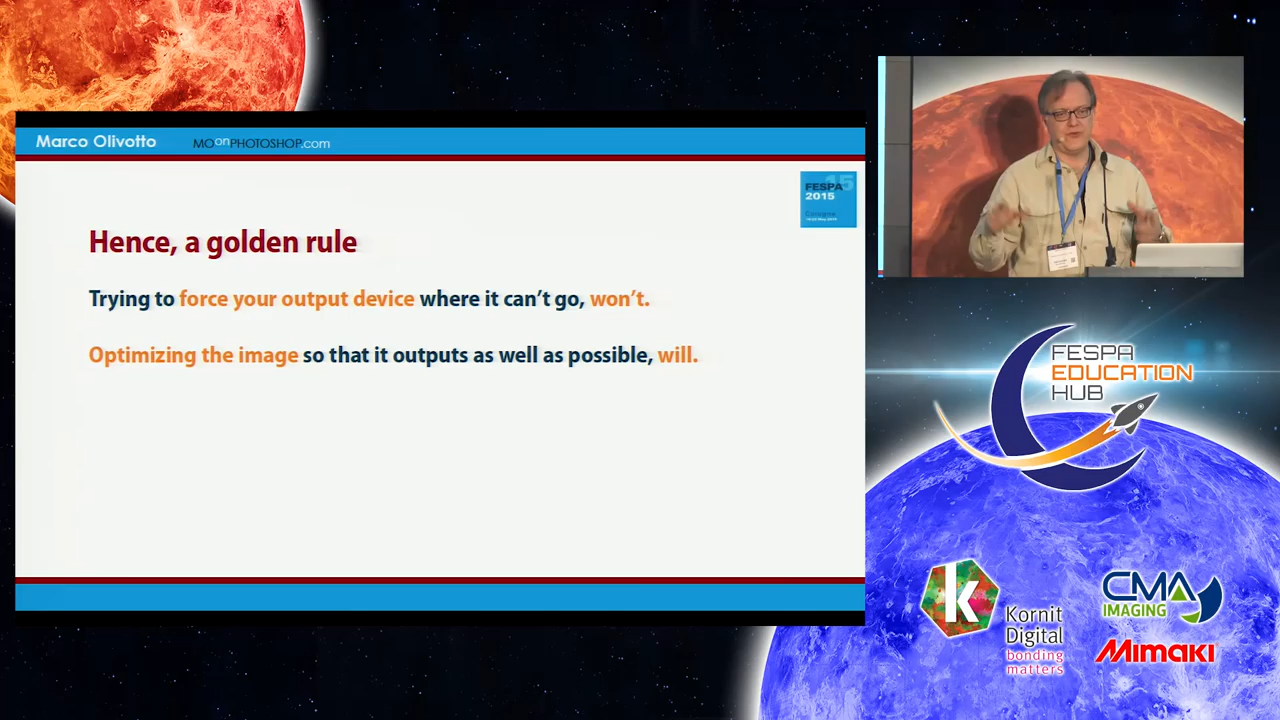 Marco Olivotto
MOonPHOTOSHOP.com
FESPA 15
2015
Cologne
Hence, a golden rule
Trying to force your output device where it can't go, won't.
Optimizing the image so that it outputs as well as possible, will.
FESPA
EDUCATION
HUB
k
Kornit
Digital
bonding
matters
CMA
IMAGING
Mimaki